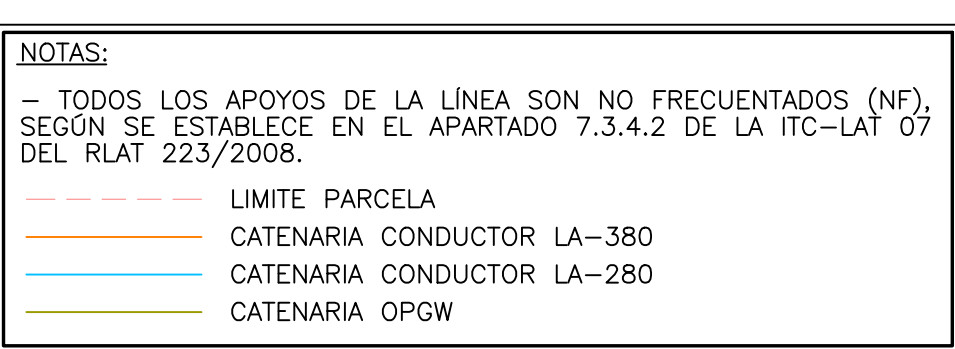 NOTAS:
– TODOS LOS APOYOS DE LA LÍNEA SON NO FRECUENTADOS (NF),
SEGÚN SE ESTABLECE EN EL APARTADO 7.3.4.2 DE LA ITC–LAT 07
DEL RLAT 223/2008.
LIMITE PARCELA
CATENARIA CONDUCTOR LA–380
CATENARIA CONDUCTOR LA–280
CATENARIA OPGW